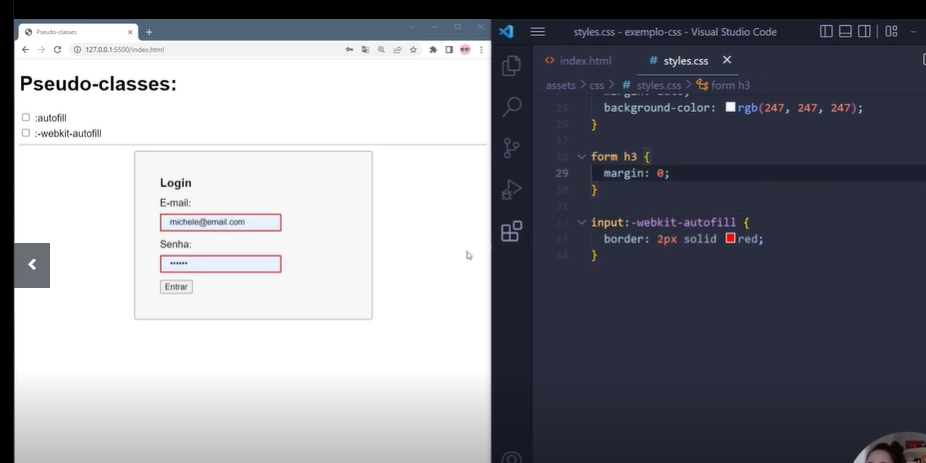 Pseudo-classes
127.0.0.1:5500/index.html
Pseudo-classes:
:autofill
:-webkit-autofill
Login
E-mail:
michele@email.com
Senha:
••••••
Entrar
styles.css - exemplo-css - Visual Studio Code
index.html
# styles.css
assets > css > # styles.css > form h3
25 background-color: rgb(247, 247, 247);
26 }
27
28 form h3 {
29 margin: 0;
30 }
31
32 input:-webkit-autofill {
33 border: 2px solid red;
34 }